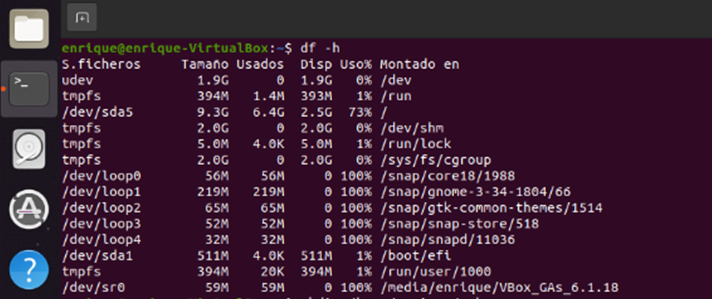 enrique@enrique-VirtualBox:~$ df -h
S.ficheros Tamaño Usados Disp Uso% Montado en
udev 1.9G 0 1.9G 0% /dev
tmpfs 394M 1.4M 393M 1% /run
/dev/sda5 9.3G 6.4G 2.5G 73% /
tmpfs 2.0G 0 2.0G 0% /dev/shm
tmpfs 5.0M 4.0K 5.0M 1% /run/lock
tmpfs 2.0G 0 2.0G 0% /sys/fs/cgroup
/dev/loop0 56M 56M 0 100% /snap/core18/1988
/dev/loop1 219M 219M 0 100% /snap/gnome-3-34-1804/66
/dev/loop2 65M 65M 0 100% /snap/gtk-common-themes/1514
/dev/loop3 52M 52M 0 100% /snap/snap-store/518
/dev/loop4 32M 32M 0 100% /snap/snapd/11036
/dev/sda1 511M 4.0K 511M 1% /boot/efi
tmpfs 394M 20K 394M 1% /run/user/1000
/dev/sr0 59M 59M 0 100% /media/enrique/VBox_GAs_6.1.18